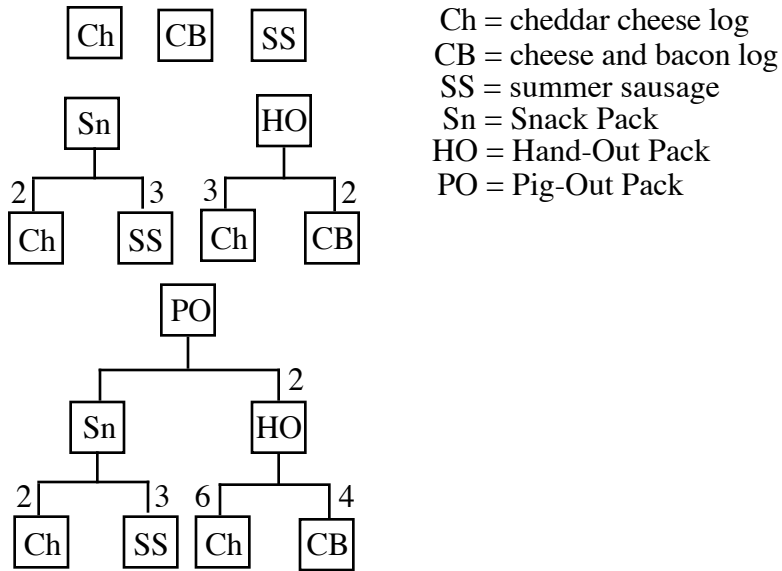 Ch CB SS
Ch = cheddar cheese log
CB = cheese and bacon log
SS = summer sausage
Sn = Snack Pack
HO = Hand-Out Pack
PO = Pig-Out Pack
Sn HO
2 3 3 2
Ch SS Ch CB
PO
2
Sn HO
2 3 6 4
Ch SS Ch CB